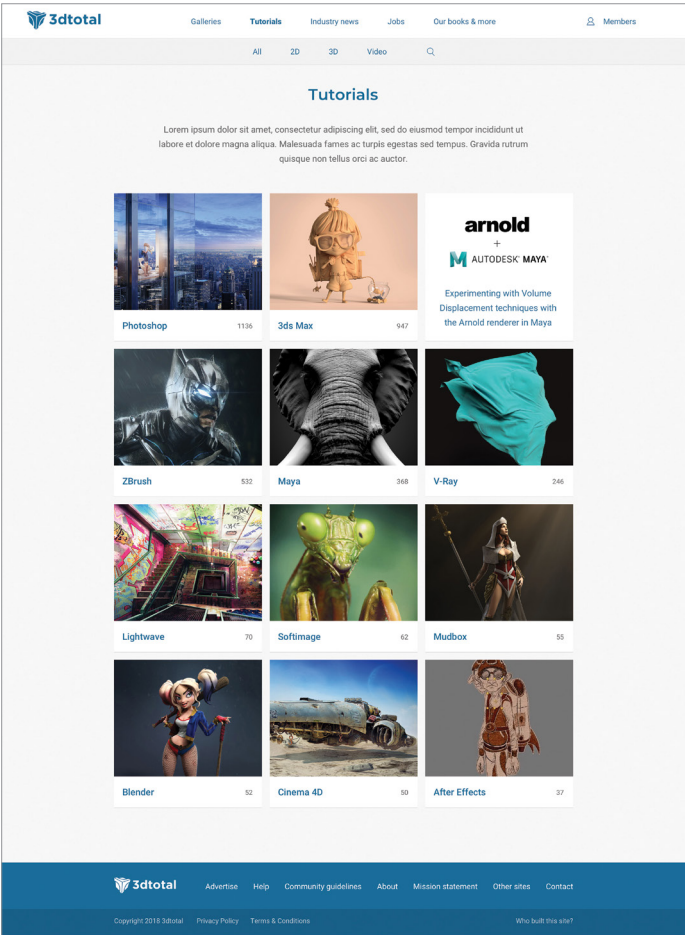 3dtotal
Galleries Tutorials Industry news Jobs Our books & more Members
All 2D 3D Video
Tutorials
Lorem ipsum dolor sit amet, consectetur adipiscing elit, sed do eiusmod tempor incididunt ut
labore et dolore magna aliqua. Malesuada fames ac turpis egestas sed tempus. Gravida rutrum
quisque non tellus orci ac auctor.
arnold
+
M AUTODESK® MAYA®
Experimenting with Volume
Displacement techniques with
the Arnold renderer in Maya
Photoshop 1136
3ds Max 947
ZBrush 532
Maya 368
V-Ray 246
Lightwave 70
Softimage 62
Mudbox 55
Blender 52
Cinema 4D 50
After Effects 37
3dtotal
Advertise Help Community guidelines About Mission statement Other sites Contact
Copyright 2018 3dtotal Privacy Policy Terms & Conditions Who built this site?